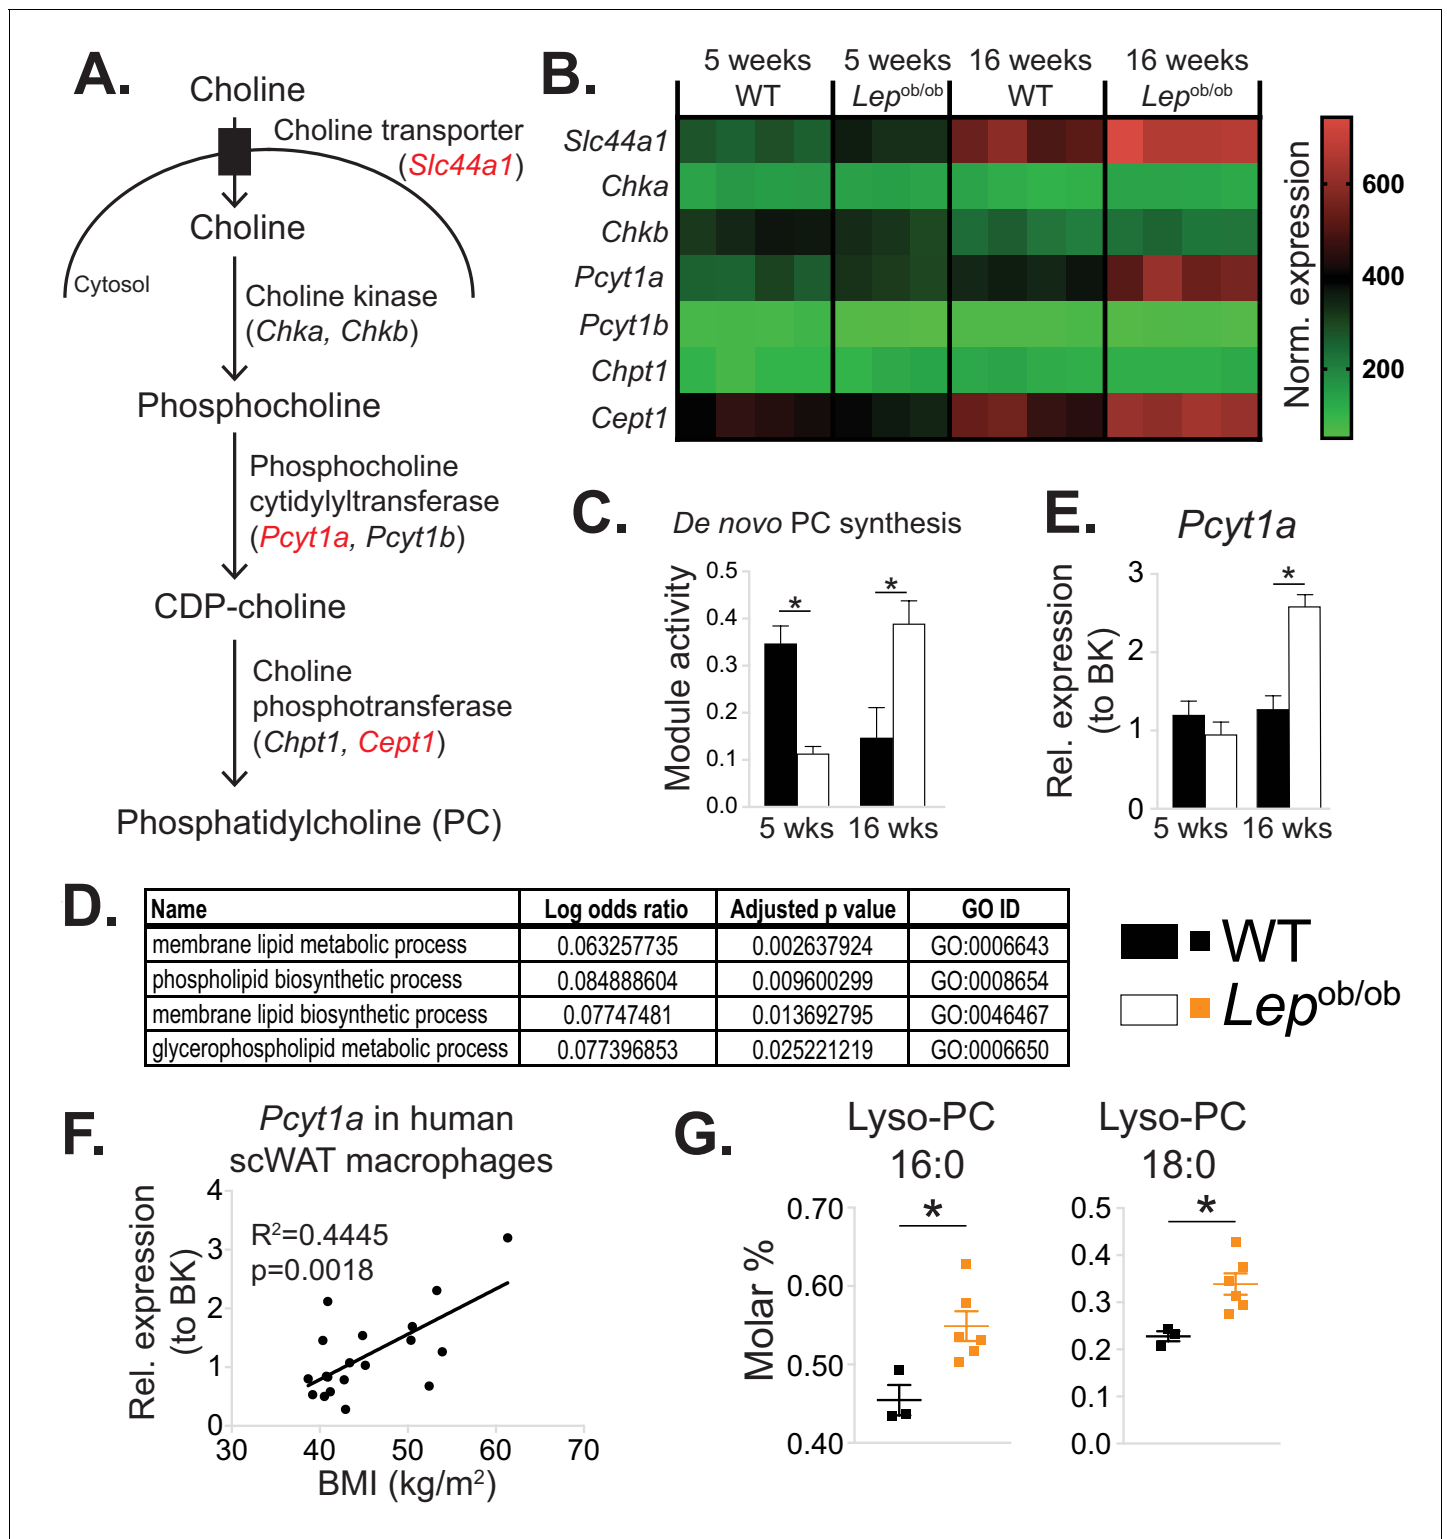 A.
Choline
Choline transporter
(Slc44a1)
Choline
Cytosol
Choline kinase
(Chka, Chkb)
Phosphocholine
Phosphocholine
cytidylyltransferase
(Pcyt1a, Pcyt1b)
CDP-choline
Choline
phosphotransferase
(Chpt1, Cept1)
Phosphatidylcholine (PC)
B.
5 weeks
WT
5 weeks
Lep^ob/ob
16 weeks
WT
16 weeks
Lep^ob/ob
Slc44a1
Chka
Chkb
Pcyt1a
Pcyt1b
Chpt1
Cept1
Norm. expression
600
400
200
C.
De novo PC synthesis
Module activity
0.5
0.4
0.3
0.2
0.1
0.0
*
*
5 wks 16 wks
E.
Pcyt1a
Rel. expression
(to BK)
3
2
1
0
*
5 wks 16 wks
D.
Name Log odds ratio Adjusted p value GO ID
membrane lipid metabolic process 0.063257735 0.002637924 GO:0006643
phospholipid biosynthetic process 0.084888604 0.009600299 GO:0008654
membrane lipid biosynthetic process 0.07747481 0.013692795 GO:0046467
glycerophospholipid metabolic process 0.077396853 0.025221219 GO:0006650
WT
Lep^ob/ob
F.
Pcyt1a in human
scWAT macrophages
Rel. expression
(to BK)
4
3
2
1
0
R²=0.4445
p=0.0018
30 40 50 60 70
BMI (kg/m²)
G.
Lyso-PC
16:0
Molar %
0.70
0.60
0.50
0.40
*
Lyso-PC
18:0
0.5
0.4
0.3
0.2
0.1
0.0
*